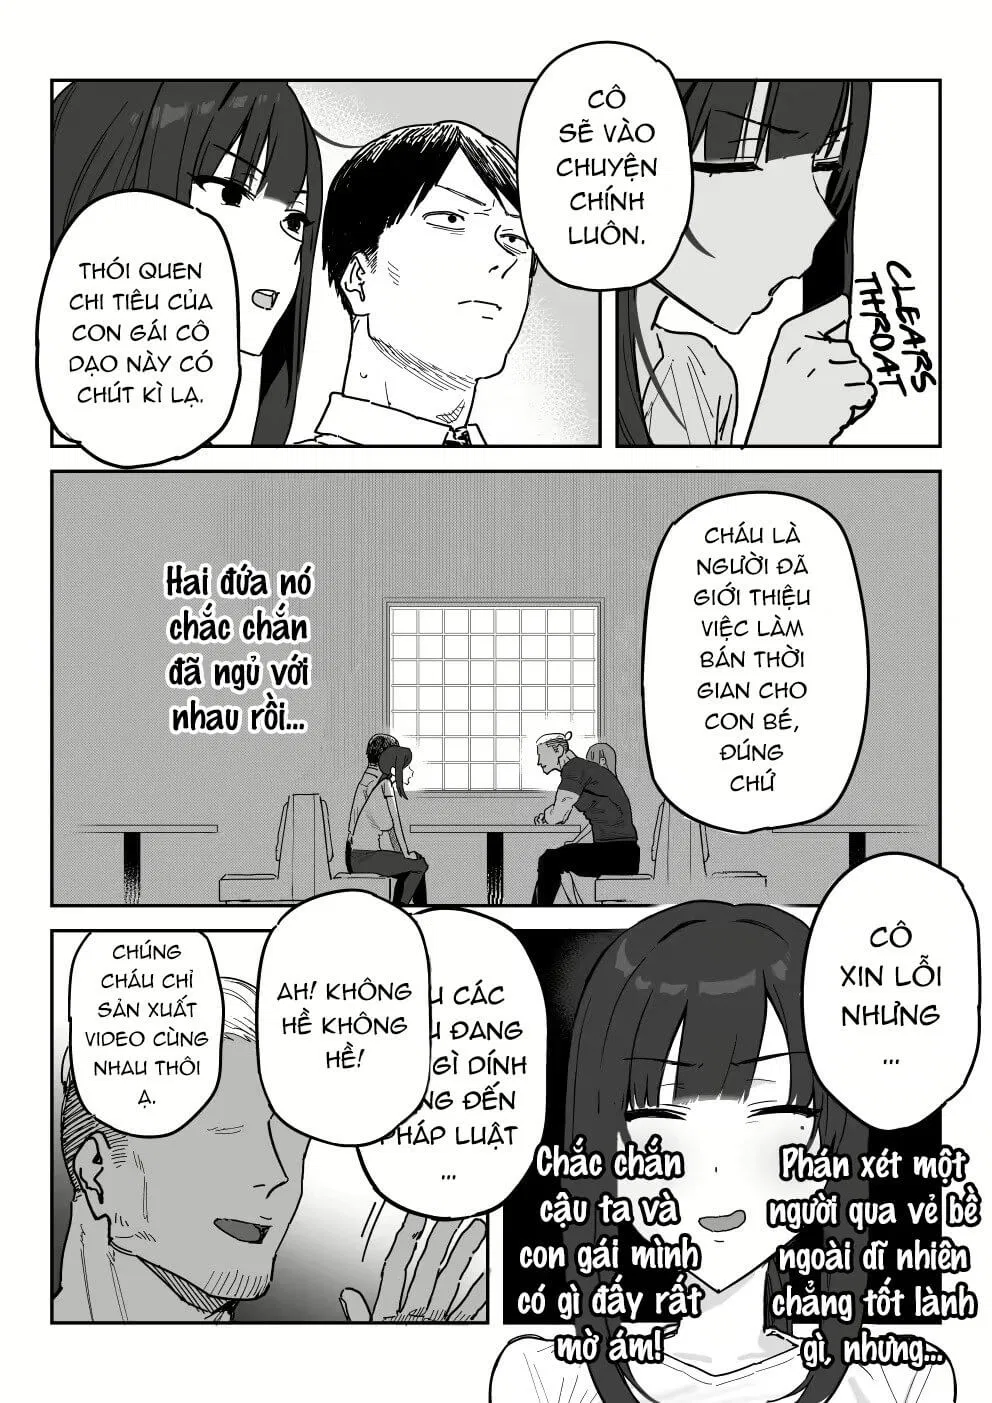 CÔ
SẼ VÀO
CHUYỆN
CHÍNH
LUÔN.
CLEARS
THROAT
THÓI QUEN
CHI TIÊU CỦA
CON GÁI CÔ
DẠO NÀY CÓ
CHÚT KÌ LẠ.
CHÁU LÀ
NGƯỜI ĐÃ
GIỚI THIỆU
VIỆC LÀM
BÁN THỜI
GIAN CHO
CON BÉ,
ĐÚNG
CHỨ
Hai đứa nó
chắc chắn
đã ngủ với
nhau rồi...
CÔ
XIN LỖI
NHƯNG
...
Phán xét một
người qua vẻ bề
ngoài dĩ nhiên
chẳng tốt lành
gì, nhưng...
Chắc chắn
cậu ta và
con gái mình
có gì đấy rất
mờ ám!
CÁC
ĐANG
GÌ DÍNH
ĐẾN
PHÁP LUẬT
...
AH! KHÔNG
HỀ KHÔNG
HỀ!
CHÚNG
CHÁU CHỈ
SẢN XUẤT
VIDEO CÙNG
NHAU THÔI
Ạ.